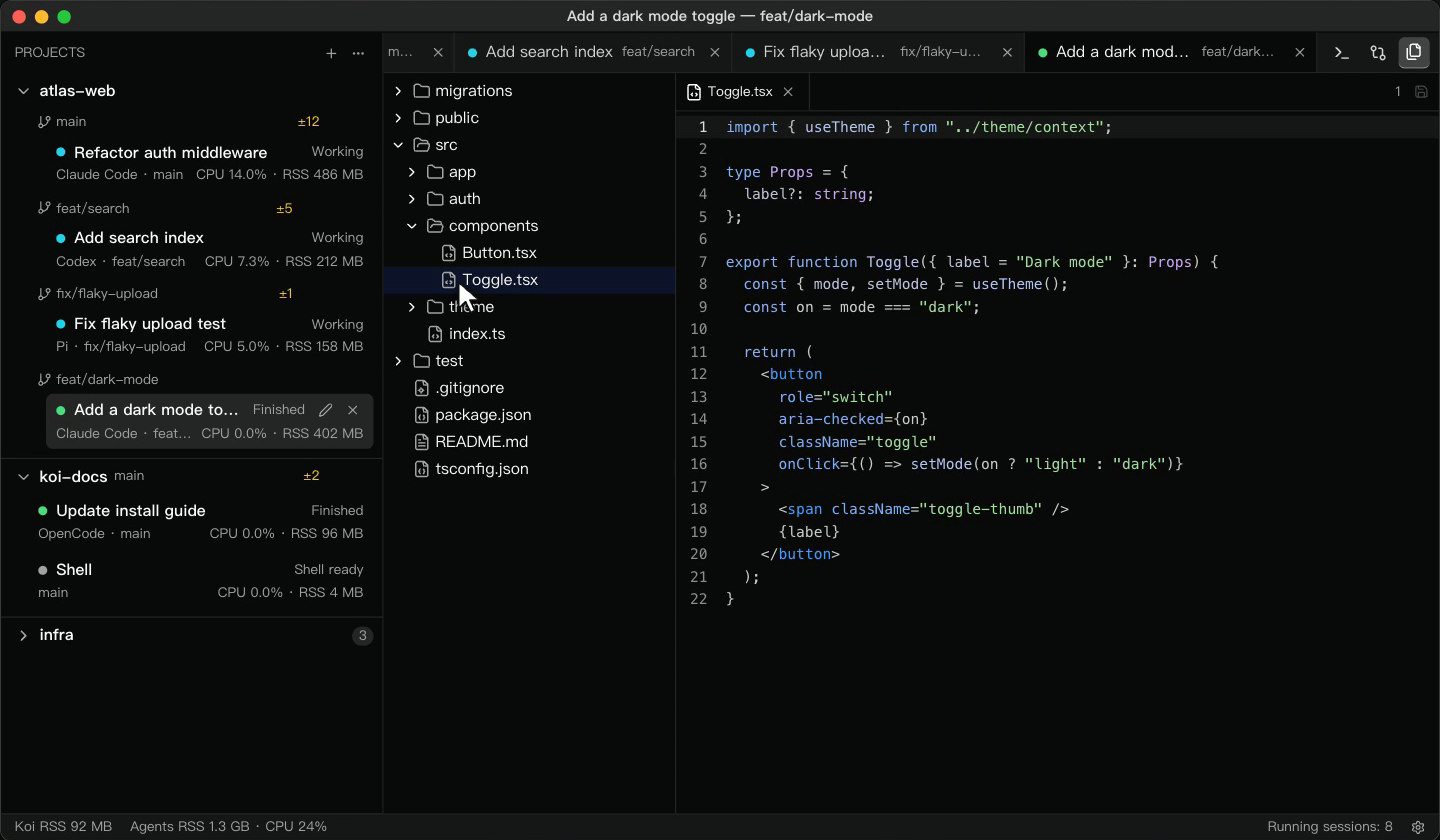 Add a dark mode toggle — feat/dark-mode
PROJECTS
atlas-web
main ±12
Refactor auth middleware Working
Claude Code · main CPU 14.0% · RSS 486 MB
feat/search ±5
Add search index Working
Codex · feat/search CPU 7.3% · RSS 212 MB
fix/flaky-upload ±1
Fix flaky upload test Working
Pi · fix/flaky-upload CPU 5.0% · RSS 158 MB
feat/dark-mode
Add a dark mode to... Finished
Claude Code · feat... CPU 0.0% · RSS 402 MB
koi-docs main ±2
Update install guide Finished
OpenCode · main CPU 0.0% · RSS 96 MB
Shell Shell ready
main CPU 0.0% · RSS 4 MB
infra 3
m...
Add search index feat/search
Fix flaky uploa... fix/flaky-u...
Add a dark mod... feat/dark...
migrations
public
src
app
auth
components
Button.tsx
Toggle.tsx
theme
index.ts
test
.gitignore
package.json
README.md
tsconfig.json
Toggle.tsx 1
1 import { useTheme } from "../theme/context";
2
3 type Props = {
4   label?: string;
5 };
6
7 export function Toggle({ label = "Dark mode" }: Props) {
8   const { mode, setMode } = useTheme();
9   const on = mode === "dark";
10
11   return (
12     <button
13       role="switch"
14       aria-checked={on}
15       className="toggle"
16       onClick={() => setMode(on ? "light" : "dark")}
17     >
18       <span className="toggle-thumb" />
19       {label}
20     </button>
21   );
22 }
Koi RSS 92 MB Agents RSS 1.3 GB · CPU 24% Running sessions: 8